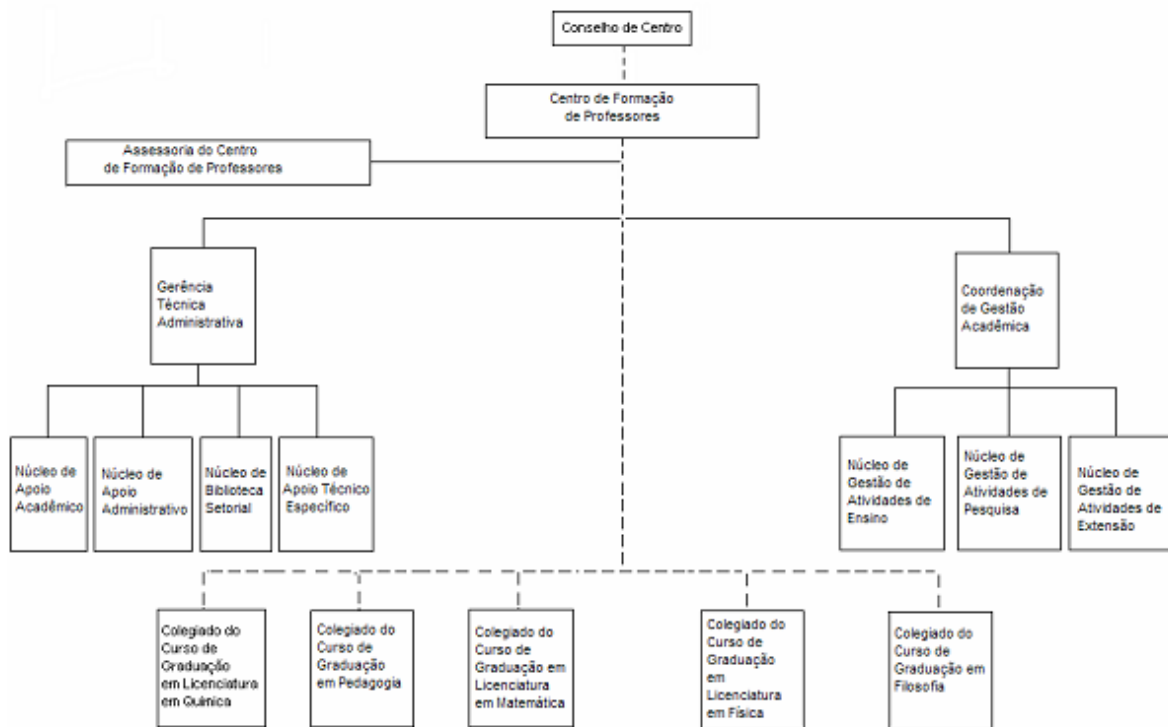 Conselho de Centro
Centro de Formação
de Professores
Assessoria do Centro
de Formação de Professores
Gerência
Técnica
Administrativa
Coordenação
de Gestão
Acadêmica
Núcleo de
Apoio
Acadêmico
Núcleo de
Apoio
Administrativo
Núcleo de
Biblioteca
Setorial
Núcleo de
Apoio Técnico
Específico
Núcleo de
Gestão de
Atividades de
Ensino
Núcleo de
Gestão de
Atividades de
Pesquisa
Núcleo de
Gestão de
Atividades de
Extensão
Colegiado do
Curso de
Graduação
em Licenciatura
em Química
Colegiado do
Curso de
Graduação
em Pedagogia
Colegiado do
Curso de
Graduação em
Licenciatura
em Matemática
Colegiado do
Curso de
Graduação
em
Licenciatura
em Física
Colegiado do
Curso de
Graduação em
Filosofia